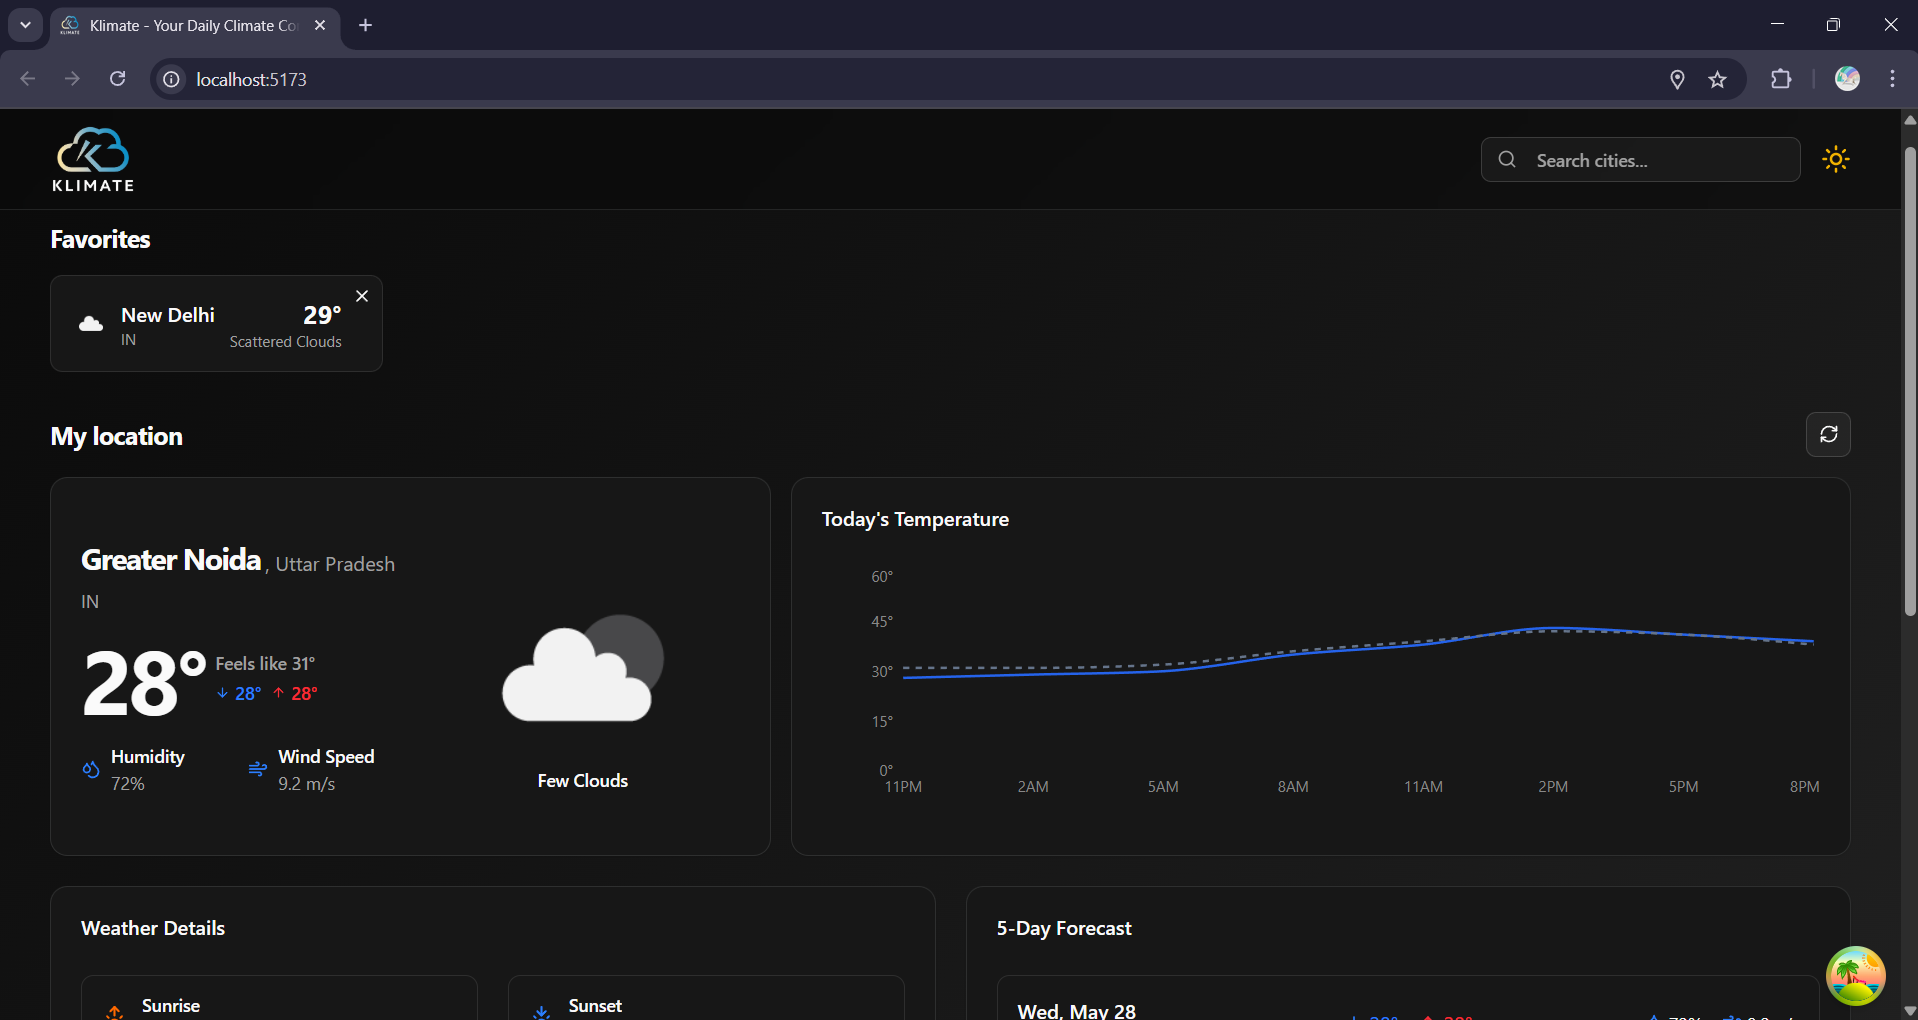 Klimate - Your Daily Climate Co
localhost:5173
KLIMATE
Search cities...
Favorites
New Delhi
IN
29°
Scattered Clouds
My location
Greater Noida , Uttar Pradesh
IN
28°
Feels like 31°
28° 28°
Humidity
72%
Wind Speed
9.2 m/s
Few Clouds
Today's Temperature
60°
45°
30°
15°
0°
11PM 2AM 5AM 8AM 11AM 2PM 5PM 8PM
Weather Details
Sunrise
Sunset
5-Day Forecast
Wed, May 28